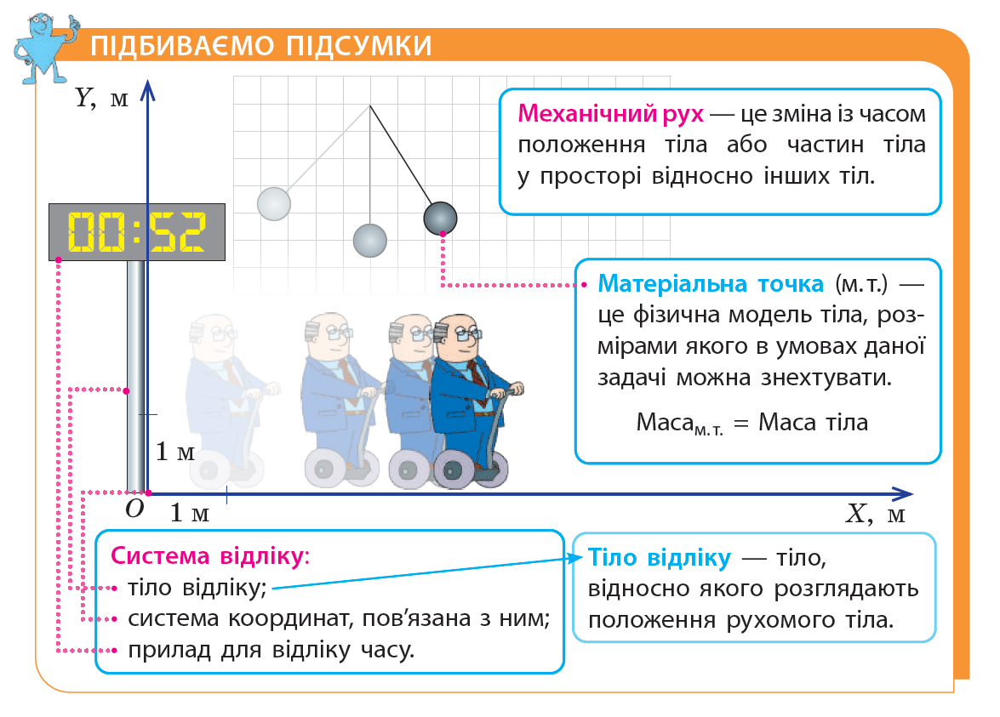 ПІДБИВАЄМО ПІДСУМКИ
Y, м
Механічний рух — це зміна із часом
положення тіла або частин тіла
у просторі відносно інших тіл.
00:52
Матеріальна точка (м.т.) —
це фізична модель тіла, роз-
мірами якого в умовах даної
задачі можна знехтувати.
Маса м.т. = Маса тіла
1 м
O
1 м
X, м
Система відліку:
• тіло відліку;
• система координат, пов’язана з ним;
• прилад для відліку часу.
Тіло відліку — тіло,
відносно якого розглядають
положення рухомого тіла.